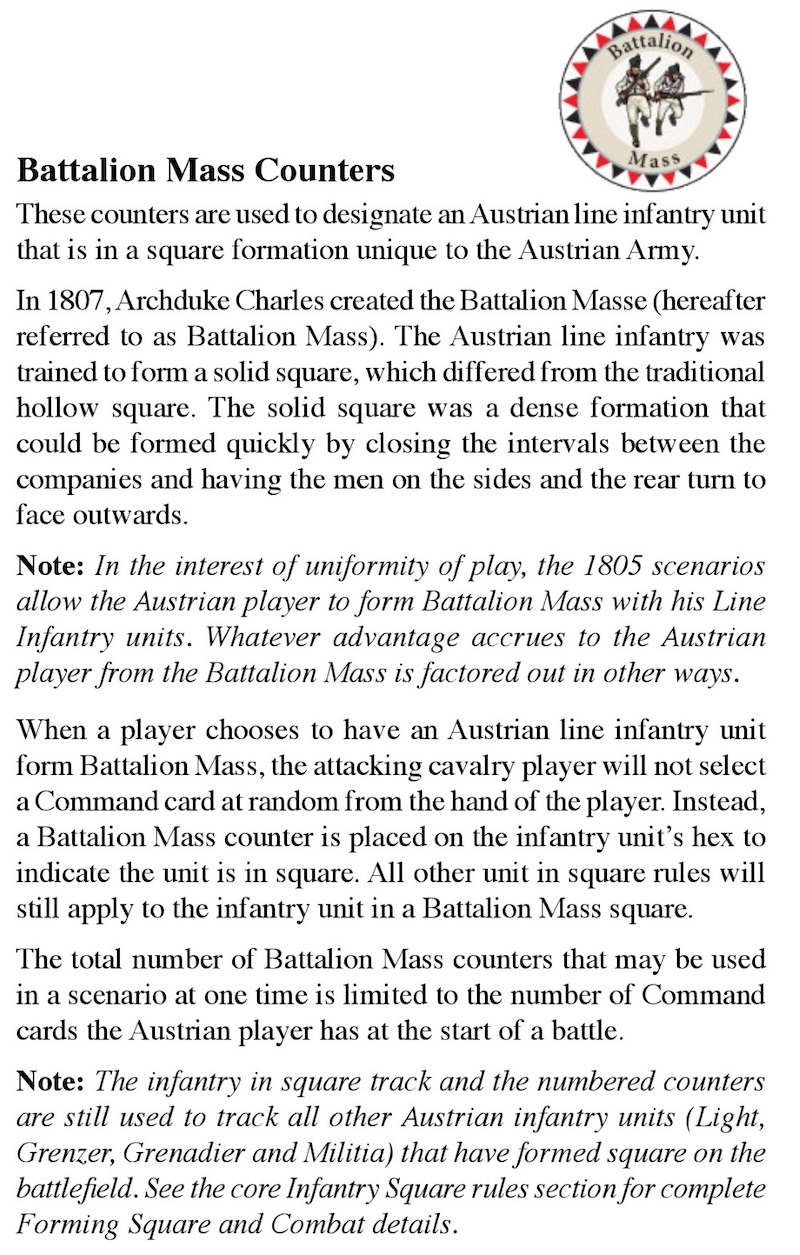 Battalion
Mass
Battalion Mass Counters
These counters are used to designate an Austrian line infantry unit
that is in a square formation unique to the Austrian Army.
In 1807, Archduke Charles created the Battalion Masse (hereafter
referred to as Battalion Mass). The Austrian line infantry was
trained to form a solid square, which differed from the traditional
hollow square. The solid square was a dense formation that
could be formed quickly by closing the intervals between the
companies and having the men on the sides and the rear turn to
face outwards.
Note: In the interest of uniformity of play, the 1805 scenarios
allow the Austrian player to form Battalion Mass with his Line
Infantry units. Whatever advantage accrues to the Austrian
player from the Battalion Mass is factored out in other ways.
When a player chooses to have an Austrian line infantry unit
form Battalion Mass, the attacking cavalry player will not select
a Command card at random from the hand of the player. Instead,
a Battalion Mass counter is placed on the infantry unit’s hex to
indicate the unit is in square. All other unit in square rules will
still apply to the infantry unit in a Battalion Mass square.
The total number of Battalion Mass counters that may be used
in a scenario at one time is limited to the number of Command
cards the Austrian player has at the start of a battle.
Note: The infantry in square track and the numbered counters
are still used to track all other Austrian infantry units (Light,
Grenzer, Grenadier and Militia) that have formed square on the
battlefield. See the core Infantry Square rules section for complete
Forming Square and Combat details.